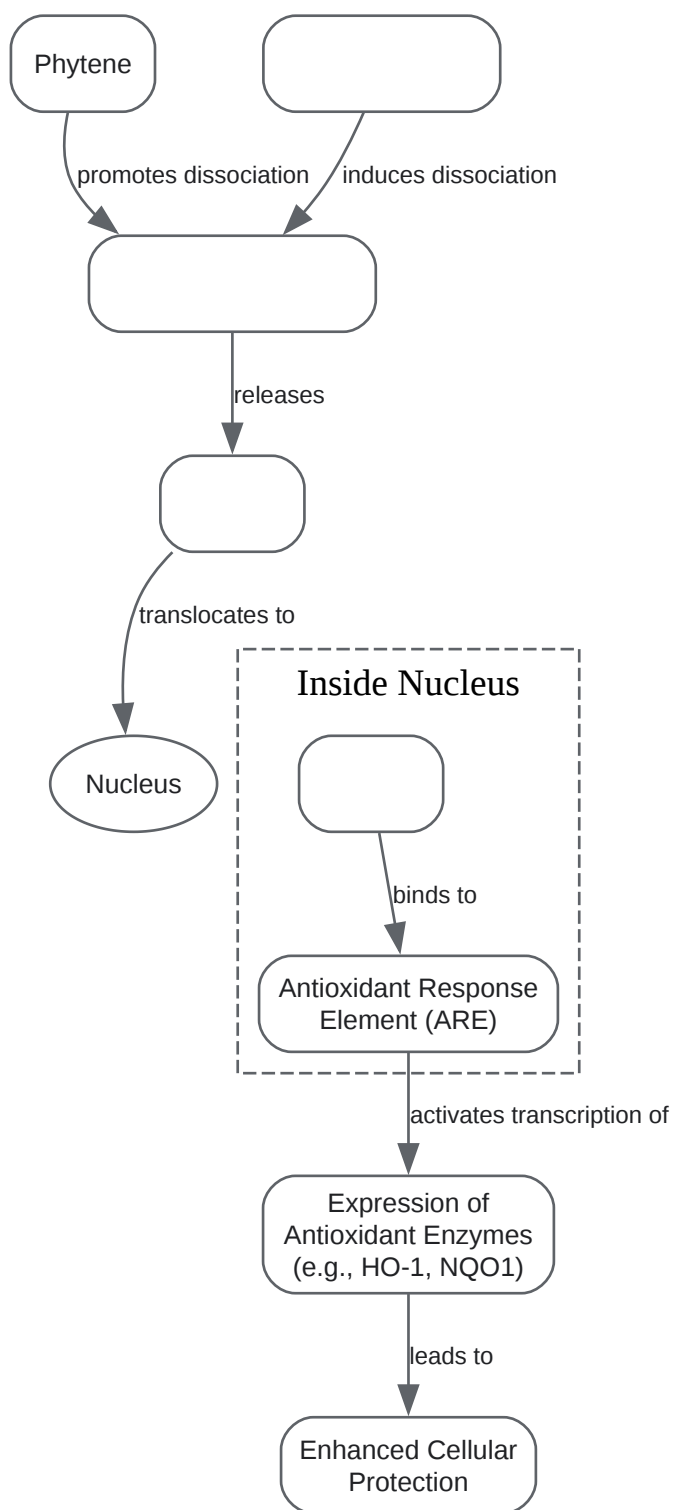 Phytene
promotes dissociation
induces dissociation
releases
translocates to
Inside Nucleus
Nucleus
binds to
Antioxidant Response
Element (ARE)
activates transcription of
Expression of
Antioxidant Enzymes
(e.g., HO-1, NQO1)
leads to
Enhanced Cellular
Protection